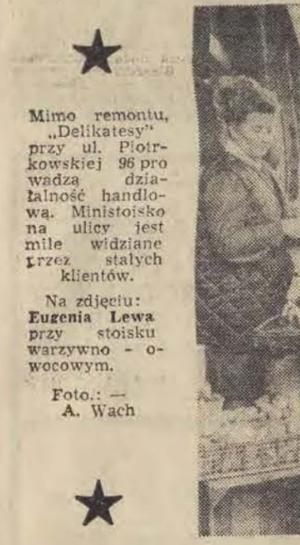 Mimo remontu,
„Delikatesy”
przy ul. Piotr-
kowskiej 96 pro
wadzą dzia-
łalność handlo-
wą. Ministoisko
na ulicy jest
mile widziane
przez stałych
klientów.
Na zdjęciu:
Eugenia Lewa
przy stoisku
warzywno - o-
wocowym.
Foto.: —
A. Wach